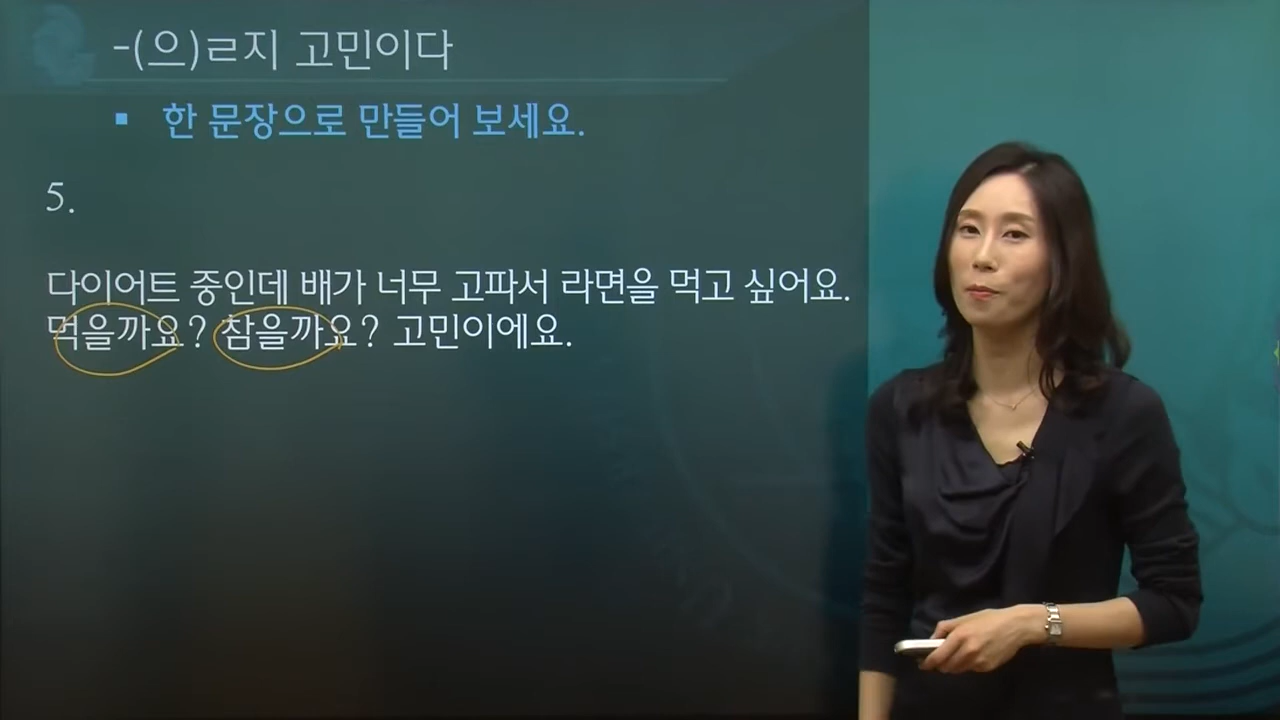 -(으)ㄹ지 고민이다
▪ 한 문장으로 만들어 보세요.
5.
다이어트 중인데 배가 너무 고파서 라면을 먹고 싶어요.
먹을까요? 참을까요? 고민이에요.